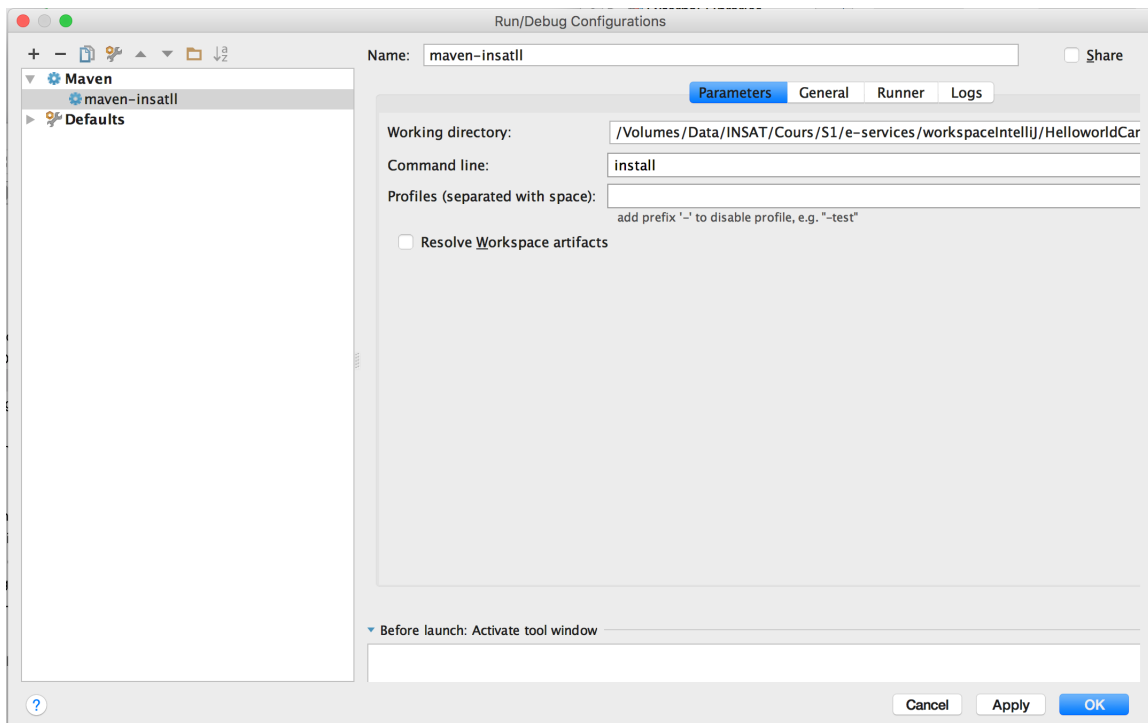 Run/Debug Configurations
Name: maven-insatll Share
Maven
maven-insatll
Defaults
Parameters General Runner Logs
Working directory: /Volumes/Data/INSAT/Cours/S1/e-services/workspaceIntelliJ/HelloworldCar
Command line: install
Profiles (separated with space):
add prefix '-' to disable profile, e.g. "-test"
Resolve Workspace artifacts
Before launch: Activate tool window
? Cancel Apply OK